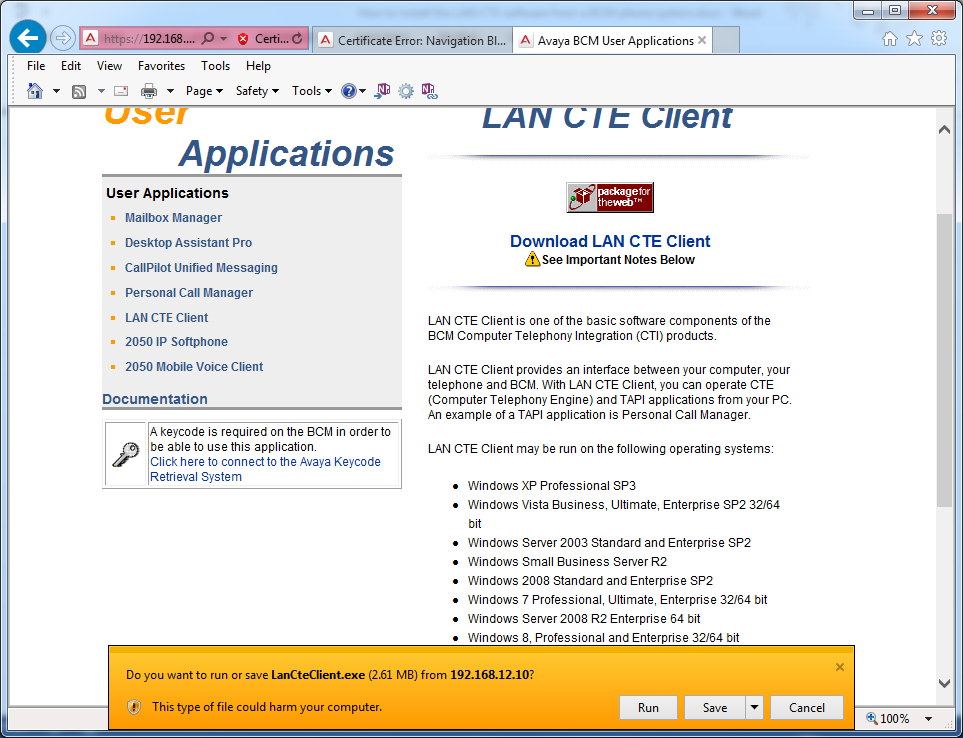 https://192.168.... Certi...
Certificate Error: Navigation Bl...
Avaya BCM User Applications
File Edit View Favorites Tools Help
Page Safety Tools
User
Applications
User Applications
Mailbox Manager
Desktop Assistant Pro
CallPilot Unified Messaging
Personal Call Manager
LAN CTE Client
2050 IP Softphone
2050 Mobile Voice Client
Documentation
A keycode is required on the BCM in order to
be able to use this application.
Click here to connect to the Avaya Keycode
Retrieval System
LAN CTE Client
package for
the web™
Download LAN CTE Client
See Important Notes Below
LAN CTE Client is one of the basic software components of the
BCM Computer Telephony Integration (CTI) products.
LAN CTE Client provides an interface between your computer, your
telephone and BCM. With LAN CTE Client, you can operate CTE
(Computer Telephony Engine) and TAPI applications from your PC.
An example of a TAPI application is Personal Call Manager.
LAN CTE Client may be run on the following operating systems:
Windows XP Professional SP3
Windows Vista Business, Ultimate, Enterprise SP2 32/64
bit
Windows Server 2003 Standard and Enterprise SP2
Windows Small Business Server R2
Windows 2008 Standard and Enterprise SP2
Windows 7 Professional, Ultimate, Enterprise 32/64 bit
Windows Server 2008 R2 Enterprise 64 bit
Windows 8, Professional and Enterprise 32/64 bit
Do you want to run or save LanCteClient.exe (2.61 MB) from 192.168.12.10?
This type of file could harm your computer.
Run Save Cancel
100%